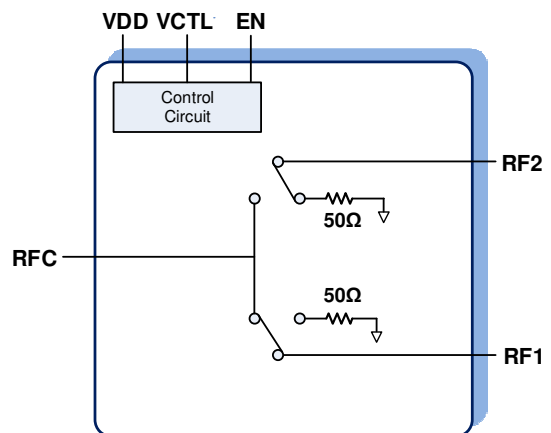 VDD VCTL EN
Control
Circuit
RF2
50Ω
RFC
50Ω
RF1